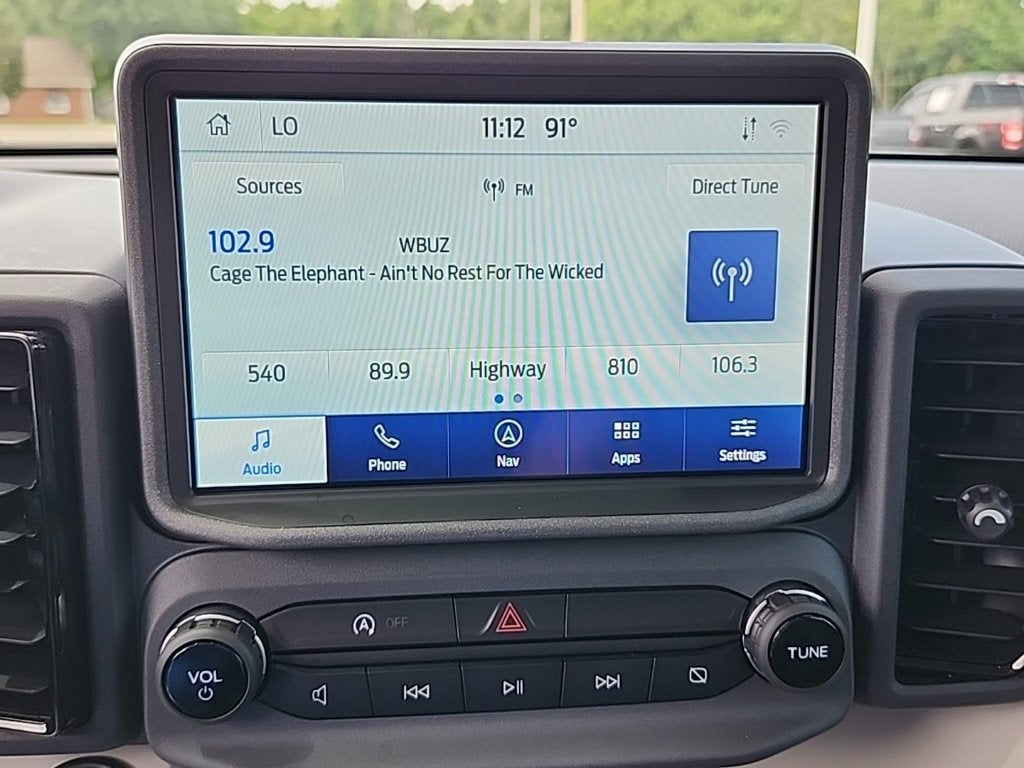 LO 11:12 91°
Sources FM Direct Tune
102.9 WBUZ
Cage The Elephant - Ain't No Rest For The Wicked
540 89.9 Highway 810 106.3
Audio Phone Nav Apps Settings
A OFF
VOL TUNE